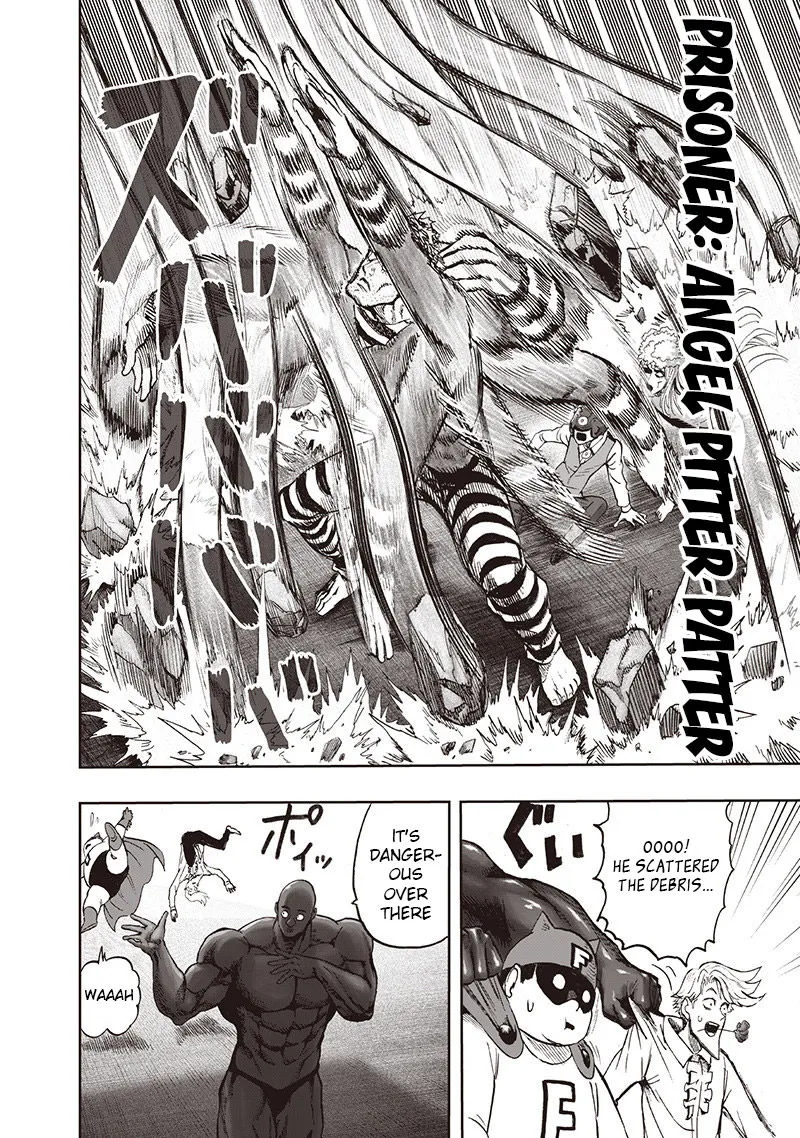 PRISONER: ANGEL PITTER-PATTER
ズババババ
OOOO!
HE SCATTERED
THE DEBRIS...
ぐい
F
F
IT'S
DANGER-
OUS
OVER
THERE
ポイッ
WAAAH